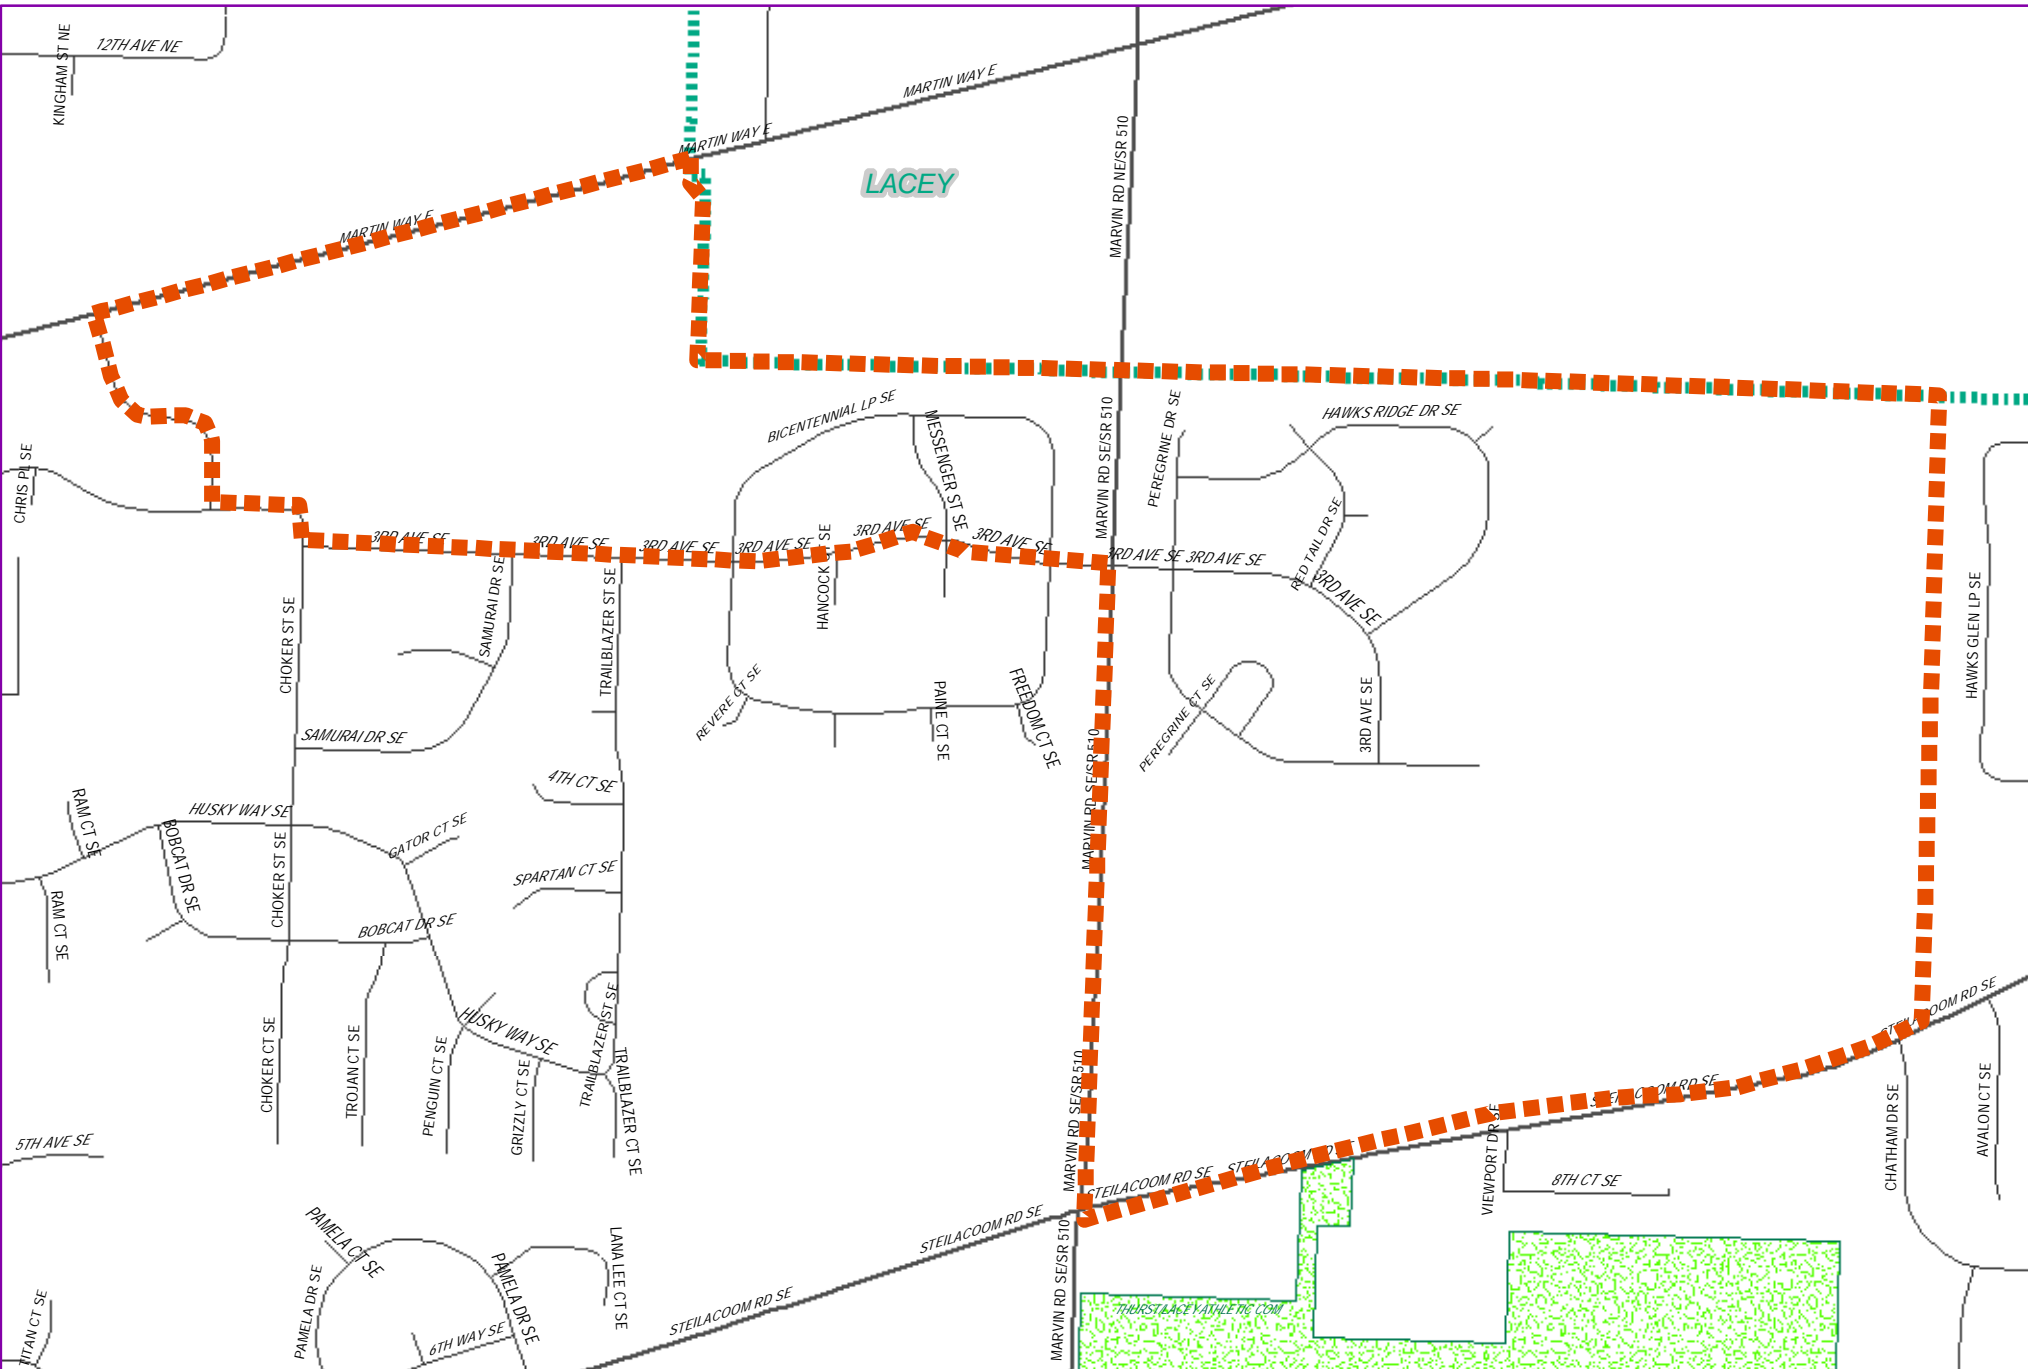 KINGHAM ST NE
12TH AVE NE
MARTIN WAY E
MARTIN WAY E
MARTIN WAY E
LACEY
MARVIN RD NE/SR 510
CHRIS PL SE
BICENTENNIAL LP SE
MESSENGER ST SE
MARVIN RD SE/SR 510
PEREGRINE DR SE
HAWKS RIDGE DR SE
RED TAIL DR SE
3RD AVE SE
3RD AVE SE
3RD AVE SE
3RD AVE SE
3RD AVE SE
3RD AVE SE
3RD AVE SE
3RD AVE SE
3RD AVE SE
3RD AVE SE
HANCOCK CT SE
CHOKER ST SE
SAMURAI DR SE
TRAILBLAZER ST SE
HAWKS GLEN LP SE
REVERE CT SE
PAINE CT SE
FREEDOM CT SE
PEREGRINE CT SE
SAMURAI DR SE
MARVIN RD SE/SR 510
4TH CT SE
RAM CT SE
HUSKY WAY SE
BOBCAT DR SE
CHOKER ST SE
GATOR CT SE
SPARTAN CT SE
RAM CT SE
BOBCAT DR SE
HUSKY WAY SE
TRAILBLAZER ST SE
STEILACOOM RD SE
CHOKER CT SE
TROJAN CT SE
PENGUIN CT SE
GRIZZLY CT SE
TRAILBLAZER CT SE
MARVIN RD SE/SR 510
STEILACOOM RD SE
CHATHAM DR SE
AVALON CT SE
5TH AVE SE
STEILACOOM RD SE
STEILACOOM RD SE
VIEWPORT DR SE
8TH CT SE
PAMELA CT SE
STEILACOOM RD SE
LANA LEE CT SE
PAMELA DR SE
PAMELA DR SE
MARVIN RD SE/SR 510
TITAN CT SE
6TH WAY SE
STEILACOOM RD SE
THURST/LACEY ATHLETIC COM